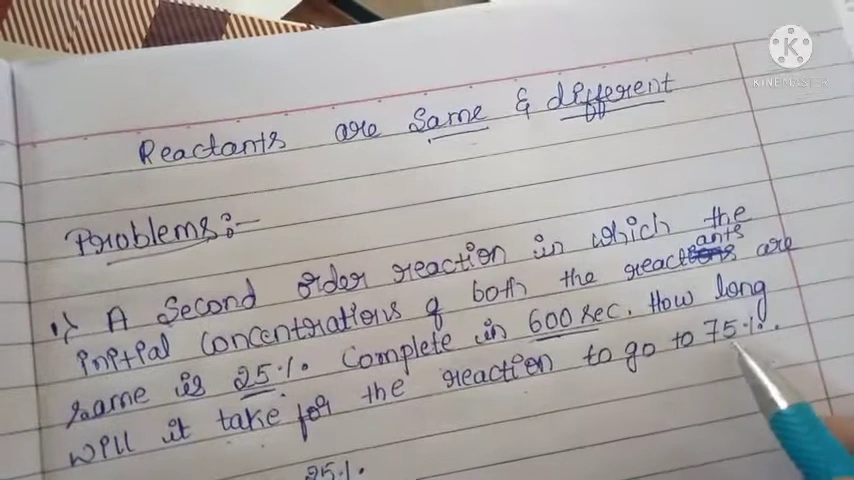 KINEMASTER
Reactants are Same & different
Problems:-
1) A Second order reaction in which the
initial concentrations of both the reactants are
same is 25%. Complete in 600 sec. How long
will it take for the reaction to go to 75%.
25%.